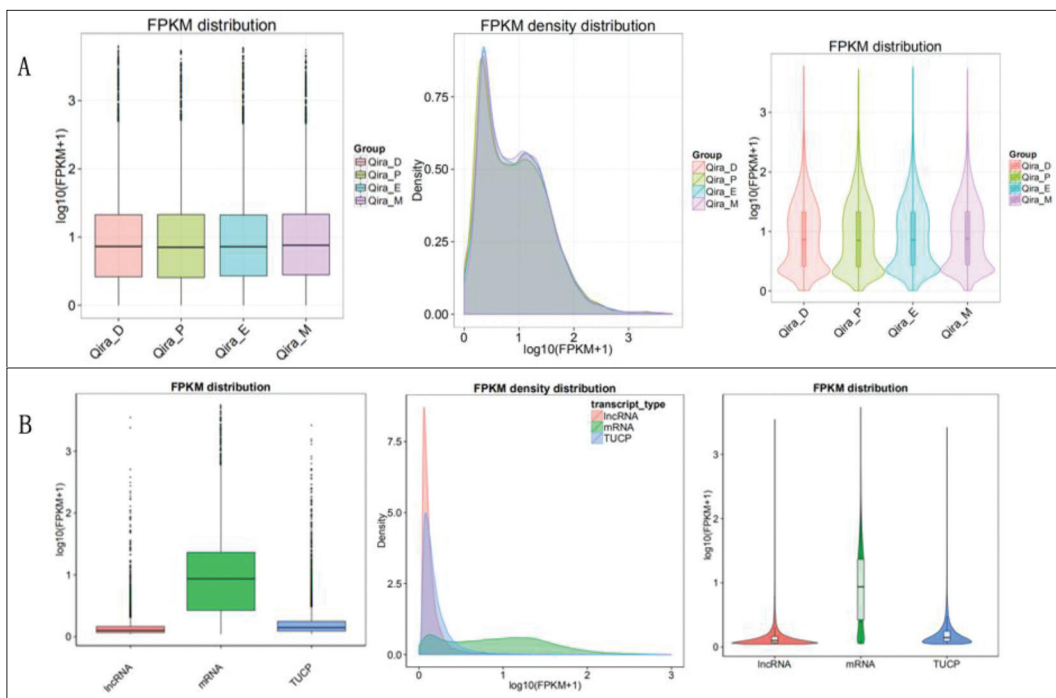 A
FPKM distribution
log10(FPKM+1)
3
2
1
0
Qira_D
Qira_P
Qira_E
Qira_M
Group
Qira_D
Qira_P
Qira_E
Qira_M
FPKM density distribution
Density
0.75
0.50
0.25
0.00
0
1
2
3
log10(FPKM+1)
Group
Qira_D
Qira_P
Qira_E
Qira_M
FPKM distribution
log10(FPKM+1)
3
2
1
0
Qira_D
Qira_P
Qira_E
Qira_M
Group
Qira_D
Qira_P
Qira_E
Qira_M
B
FPKM distribution
log10(FPKM+1)
3
2
1
0
lncRNA
mRNA
TUCP
FPKM density distribution
transcript_type
lncRNA
mRNA
TUCP
Density
7.5
5.0
2.5
0.0
0
1
2
3
log10(FPKM+1)
FPKM distribution
log10(FPKM+1)
3
2
1
0
lncRNA
mRNA
TUCP